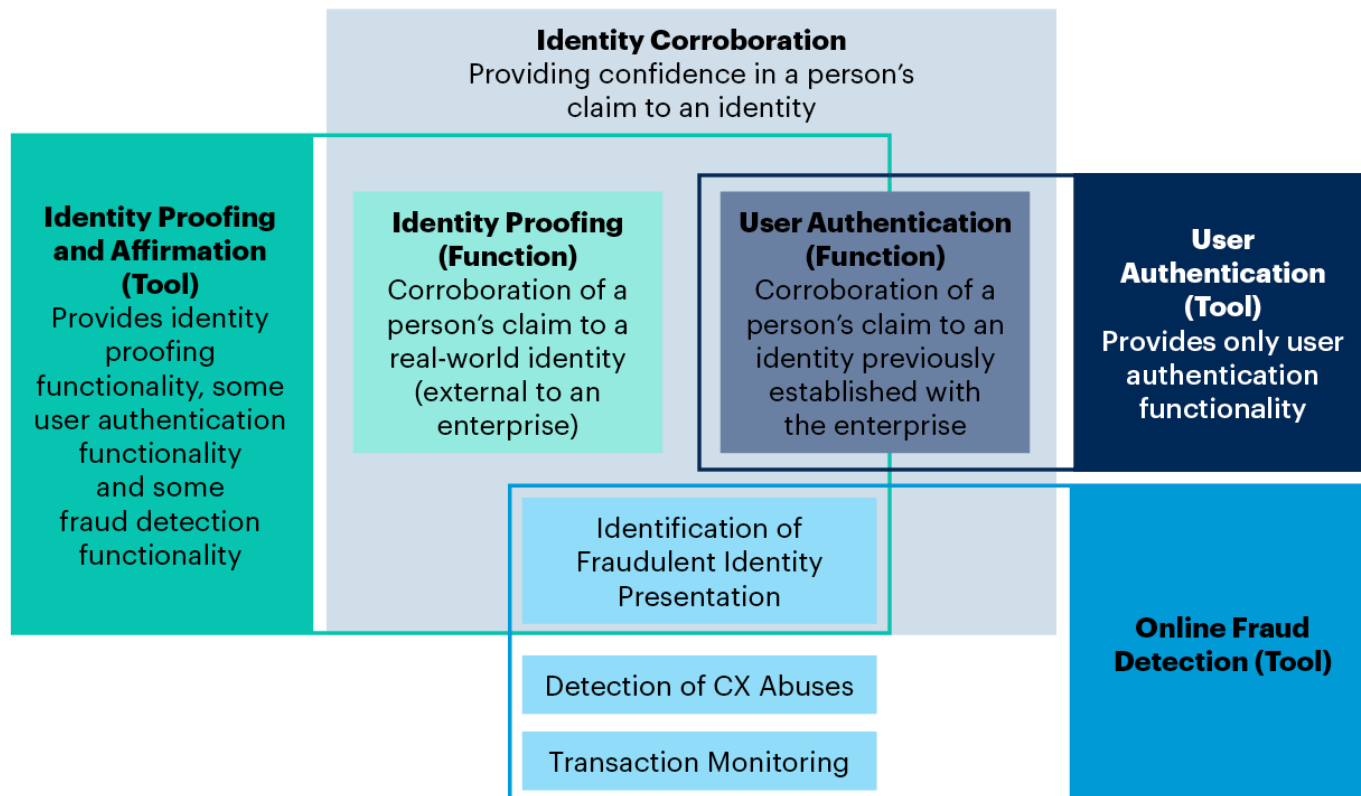 Identity Corroboration
Providing confidence in a person's
claim to an identity
Identity Proofing
and Affirmation
(Tool)
Provides identity
proofing
functionality, some
user authentication
functionality
and some
fraud detection
functionality
Identity Proofing
(Function)
Corroboration of a
person's claim to a
real-world identity
(external to an
enterprise)
User Authentication
(Function)
Corroboration of a
person's claim to an
identity previously
established with
the enterprise
User
Authentication
(Tool)
Provides only user
authentication
functionality
Identification of
Fraudulent Identity
Presentation
Detection of CX Abuses
Transaction Monitoring
Online Fraud
Detection (Tool)